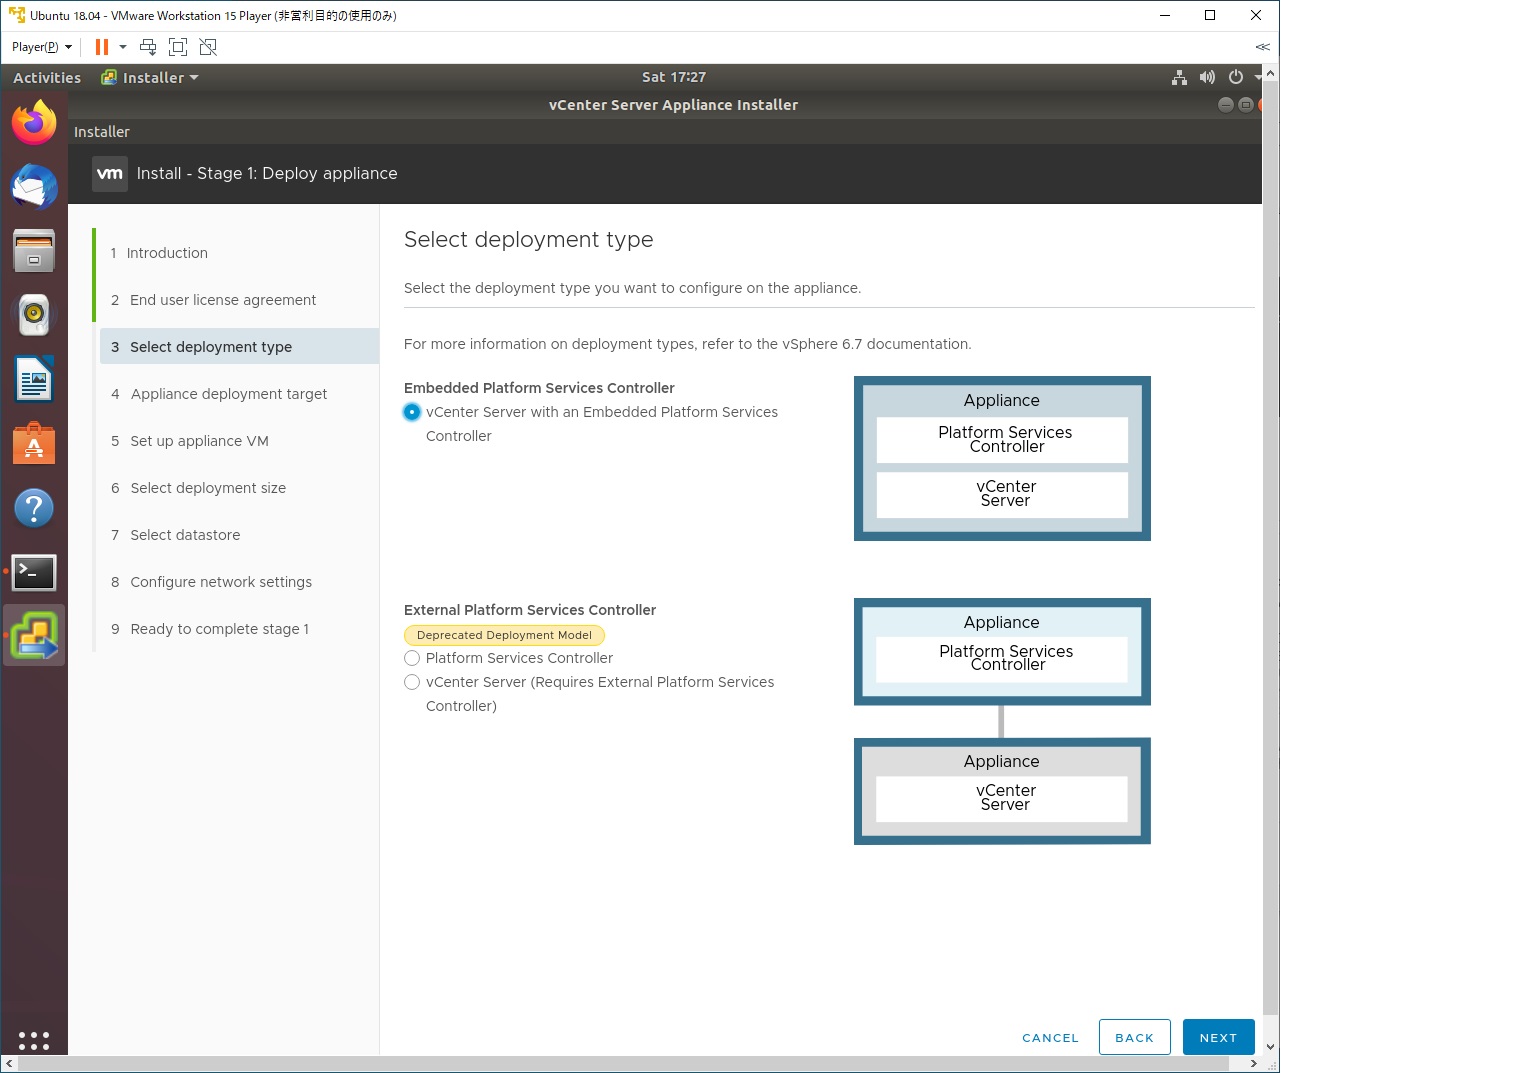 Ubuntu 18.04 - VMware Workstation 15 Player (非営利目的の使用のみ)
Player(P)
Activities
Installer
Sat 17:27
vCenter Server Appliance Installer
Installer
vm
Install - Stage 1: Deploy appliance
1 Introduction
2 End user license agreement
3 Select deployment type
4 Appliance deployment target
5 Set up appliance VM
6 Select deployment size
7 Select datastore
8 Configure network settings
9 Ready to complete stage 1
Select deployment type
Select the deployment type you want to configure on the appliance.
For more information on deployment types, refer to the vSphere 6.7 documentation.
Embedded Platform Services Controller
vCenter Server with an Embedded Platform Services
Controller
Appliance
Platform Services
Controller
vCenter
Server
External Platform Services Controller
Deprecated Deployment Model
Platform Services Controller
vCenter Server (Requires External Platform Services
Controller)
Appliance
Platform Services
Controller
Appliance
vCenter
Server
CANCEL
BACK
NEXT